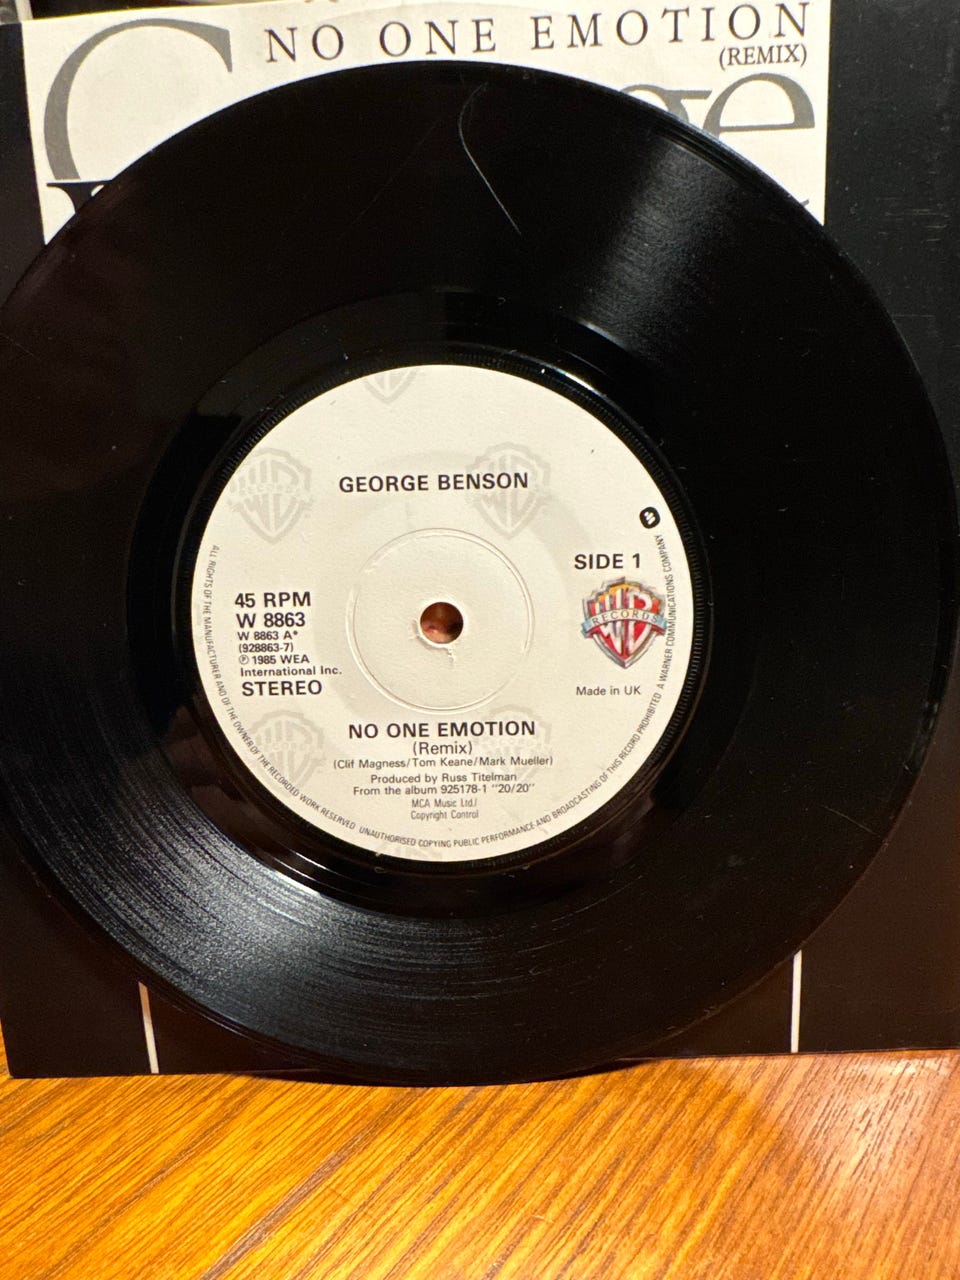 NO ONE EMOTION
(REMIX)
GEORGE BENSON
SIDE 1
45 RPM
W 8863
W 8863 A*
(928863-7)
℗ 1985 WEA
International Inc.
STEREO
RECORDS
Made in UK
NO ONE EMOTION
(Remix)
(Clif Magness/Tom Keane/Mark Mueller)
Produced by Russ Titelman
From the album 925178-1 "20/20"
MCA Music Ltd./
Copyright Control
ALL RIGHTS OF THE MANUFACTURER AND OF THE OWNER OF THE RECORDED WORK RESERVED UNAUTHORISED COPYING PUBLIC PERFORMANCE AND BROADCASTING OF THIS RECORD PROHIBITED A WARNER COMMUNICATIONS COMPANY